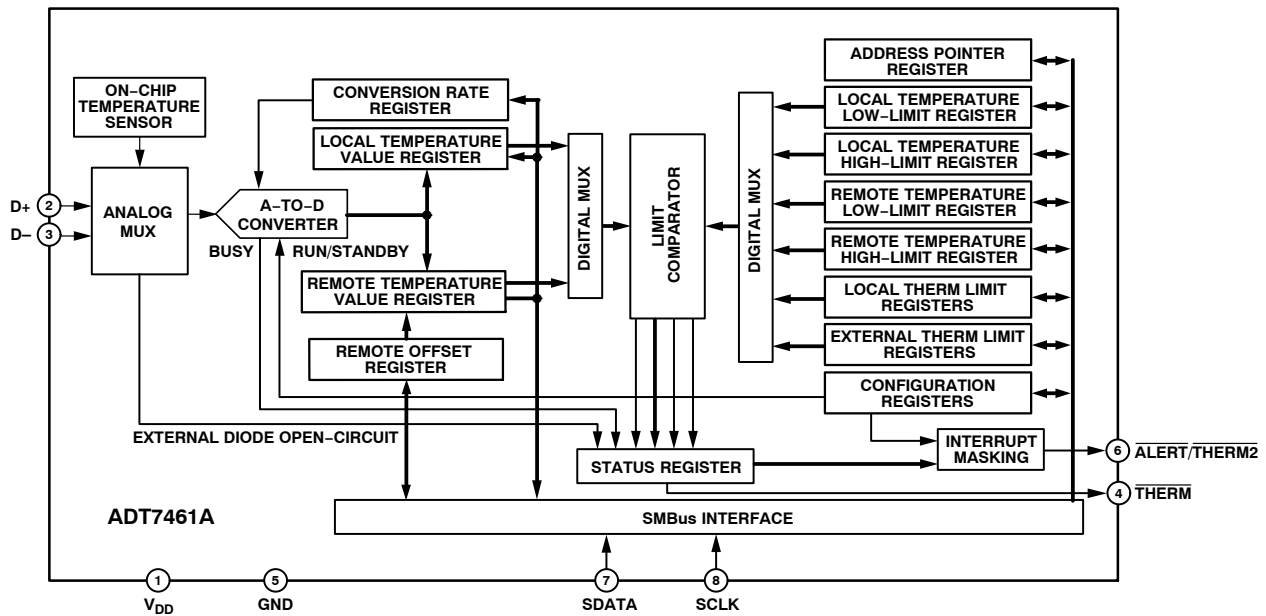 ON-CHIP
TEMPERATURE
SENSOR
CONVERSION RATE
REGISTER
LOCAL TEMPERATURE
VALUE REGISTER
ADDRESS POINTER
REGISTER
LOCAL TEMPERATURE
LOW-LIMIT REGISTER
LOCAL TEMPERATURE
HIGH-LIMIT REGISTER
REMOTE TEMPERATURE
LOW-LIMIT REGISTER
REMOTE TEMPERATURE
HIGH-LIMIT REGISTER
LOCAL THERM LIMIT
REGISTERS
EXTERNAL THERM LIMIT
REGISTERS
CONFIGURATION
REGISTERS
D+
2
D-
3
ANALOG
MUX
A-TO-D
CONVERTER
BUSY
RUN/STANDBY
DIGITAL MUX
LIMIT
COMPARATOR
DIGITAL MUX
REMOTE TEMPERATURE
VALUE REGISTER
REMOTE OFFSET
REGISTER
EXTERNAL DIODE OPEN-CIRCUIT
STATUS REGISTER
INTERRUPT
MASKING
6
ALERT/THERM2
4
THERM
ADT7461A
SMBus INTERFACE
1
VDD
5
GND
7
SDATA
8
SCLK